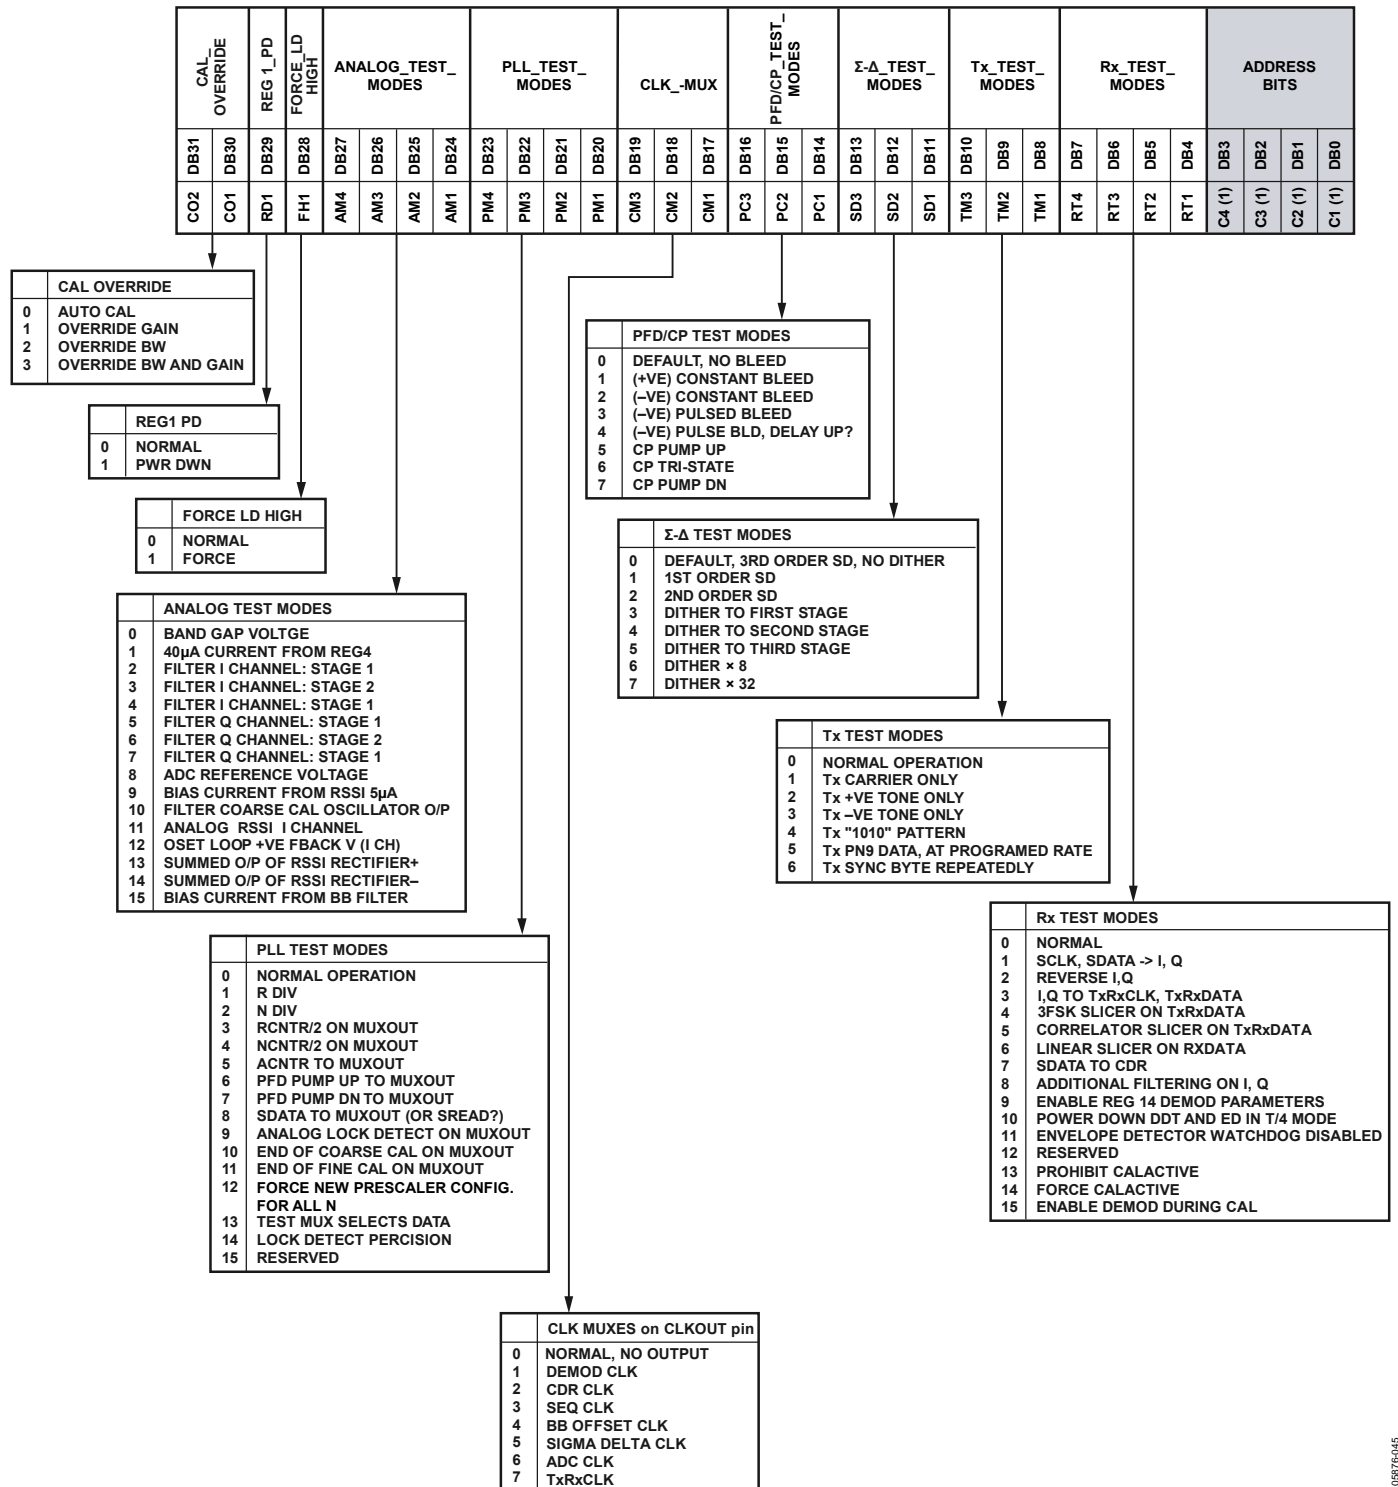 CAL_
OVERRIDE
REG 1_PD
FORCE_LD
HIGH
ANALOG_TEST_
MODES
PLL_TEST_
MODES
CLK_-MUX
PFD/CP_TEST_
MODES
Σ-Δ_TEST_
MODES
Tx_TEST_
MODES
Rx_TEST_
MODES
ADDRESS
BITS
DB31 DB30 DB29 DB28 DB27 DB26 DB25 DB24 DB23 DB22 DB21 DB20 DB19 DB18 DB17 DB16 DB15 DB14 DB13 DB12 DB11 DB10 DB9 DB8 DB7 DB6 DB5 DB4 DB3 DB2 DB1 DB0
CO2 CO1 RD1 FH1 AM4 AM3 AM2 AM1 PM4 PM3 PM2 PM1 CM3 CM2 CM1 PC3 PC2 PC1 SD3 SD2 SD1 TM3 TM2 TM1 RT4 RT3 RT2 RT1 C4 (1) C3 (1) C2 (1) C1 (1)
CAL OVERRIDE
0 AUTO CAL
1 OVERRIDE GAIN
2 OVERRIDE BW
3 OVERRIDE BW AND GAIN
REG1 PD
0 NORMAL
1 PWR DWN
FORCE LD HIGH
0 NORMAL
1 FORCE
ANALOG TEST MODES
0 BAND GAP VOLTGE
1 40µA CURRENT FROM REG4
2 FILTER I CHANNEL: STAGE 1
3 FILTER I CHANNEL: STAGE 2
4 FILTER I CHANNEL: STAGE 1
5 FILTER Q CHANNEL: STAGE 1
6 FILTER Q CHANNEL: STAGE 2
7 FILTER Q CHANNEL: STAGE 1
8 ADC REFERENCE VOLTAGE
9 BIAS CURRENT FROM RSSI 5µA
10 FILTER COARSE CAL OSCILLATOR O/P
11 ANALOG RSSI I CHANNEL
12 OSET LOOP +VE FBACK V (I CH)
13 SUMMED O/P OF RSSI RECTIFIER+
14 SUMMED O/P OF RSSI RECTIFIER–
15 BIAS CURRENT FROM BB FILTER
PLL TEST MODES
0 NORMAL OPERATION
1 R DIV
2 N DIV
3 RCNTR/2 ON MUXOUT
4 NCNTR/2 ON MUXOUT
5 ACNTR TO MUXOUT
6 PFD PUMP UP TO MUXOUT
7 PFD PUMP DN TO MUXOUT
8 SDATA TO MUXOUT (OR SREAD?)
9 ANALOG LOCK DETECT ON MUXOUT
10 END OF COARSE CAL ON MUXOUT
11 END OF FINE CAL ON MUXOUT
12 FORCE NEW PRESCALER CONFIG.
FOR ALL N
13 TEST MUX SELECTS DATA
14 LOCK DETECT PERCISION
15 RESERVED
CLK MUXES on CLKOUT pin
0 NORMAL, NO OUTPUT
1 DEMOD CLK
2 CDR CLK
3 SEQ CLK
4 BB OFFSET CLK
5 SIGMA DELTA CLK
6 ADC CLK
7 TxRxCLK
PFD/CP TEST MODES
0 DEFAULT, NO BLEED
1 (+VE) CONSTANT BLEED
2 (–VE) CONSTANT BLEED
3 (–VE) PULSED BLEED
4 (–VE) PULSE BLD, DELAY UP?
5 CP PUMP UP
6 CP TRI-STATE
7 CP PUMP DN
Σ-Δ TEST MODES
0 DEFAULT, 3RD ORDER SD, NO DITHER
1 1ST ORDER SD
2 2ND ORDER SD
3 DITHER TO FIRST STAGE
4 DITHER TO SECOND STAGE
5 DITHER TO THIRD STAGE
6 DITHER × 8
7 DITHER × 32
Tx TEST MODES
0 NORMAL OPERATION
1 Tx CARRIER ONLY
2 Tx +VE TONE ONLY
3 Tx –VE TONE ONLY
4 Tx "1010" PATTERN
5 Tx PN9 DATA, AT PROGRAMED RATE
6 Tx SYNC BYTE REPEATEDLY
Rx TEST MODES
0 NORMAL
1 SCLK, SDATA -> I, Q
2 REVERSE I,Q
3 I,Q TO TxRxCLK, TxRxDATA
4 3FSK SLICER ON TxRxDATA
5 CORRELATOR SLICER ON TxRxDATA
6 LINEAR SLICER ON RXDATA
7 SDATA TO CDR
8 ADDITIONAL FILTERING ON I, Q
9 ENABLE REG 14 DEMOD PARAMETERS
10 POWER DOWN DDT AND ED IN T/4 MODE
11 ENVELOPE DETECTOR WATCHDOG DISABLED
12 RESERVED
13 PROHIBIT CALACTIVE
14 FORCE CALACTIVE
15 ENABLE DEMOD DURING CAL
05876-045